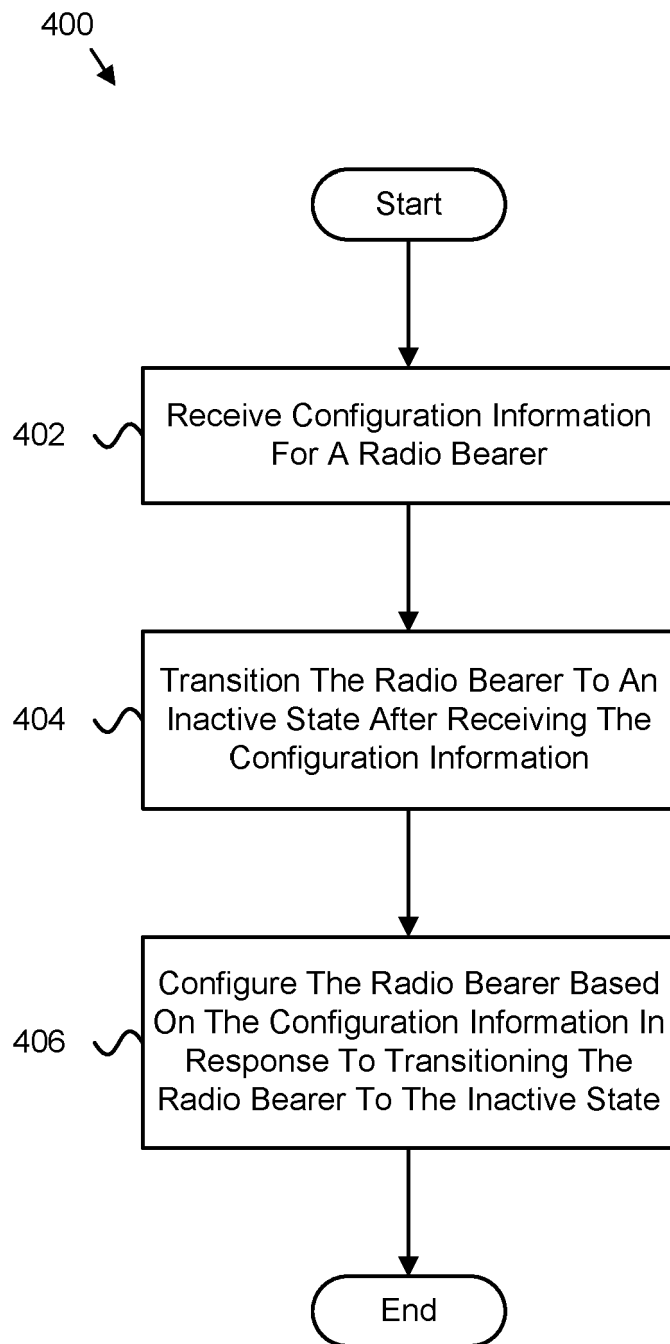 400
Start
402
Receive Configuration Information
For A Radio Bearer
404
Transition The Radio Bearer To An
Inactive State After Receiving The
Configuration Information
406
Configure The Radio Bearer Based
On The Configuration Information In
Response To Transitioning The
Radio Bearer To The Inactive State
End